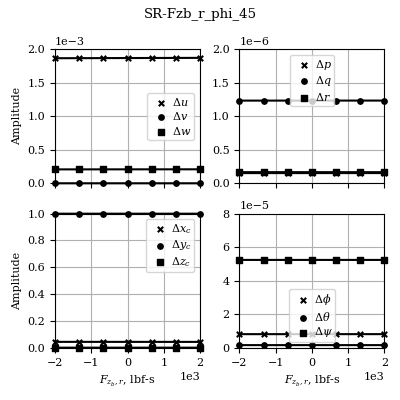 SR-Fzb_r_phi_45
1e−3
2.0
1.5
1.0
0.5
0.0
Amplitude
Δu
Δv
Δw
1e−6
2.0
1.5
1.0
0.5
0.0
Δp
Δq
Δr
1.0
0.8
0.6
0.4
0.2
0.0
Amplitude
Δx_c
Δy_c
Δz_c
−2 −1 0 1 2
1e3
F_{z_b,r}, lbf-s
1e−5
8
6
4
2
0
Δϕ
Δθ
Δψ
−2 −1 0 1 2
1e3
F_{z_b,r}, lbf-s